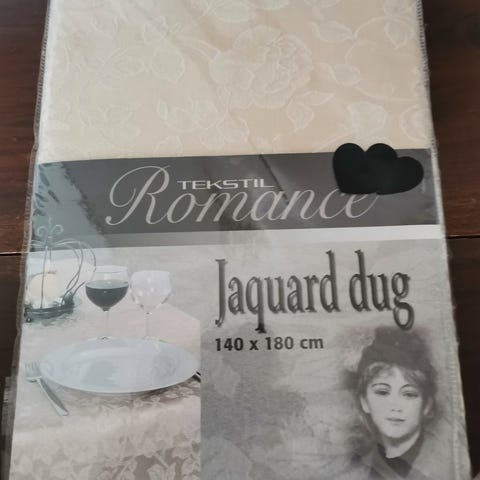 TEKSTIL
Romance
Jaquard dug
140 x 180 cm